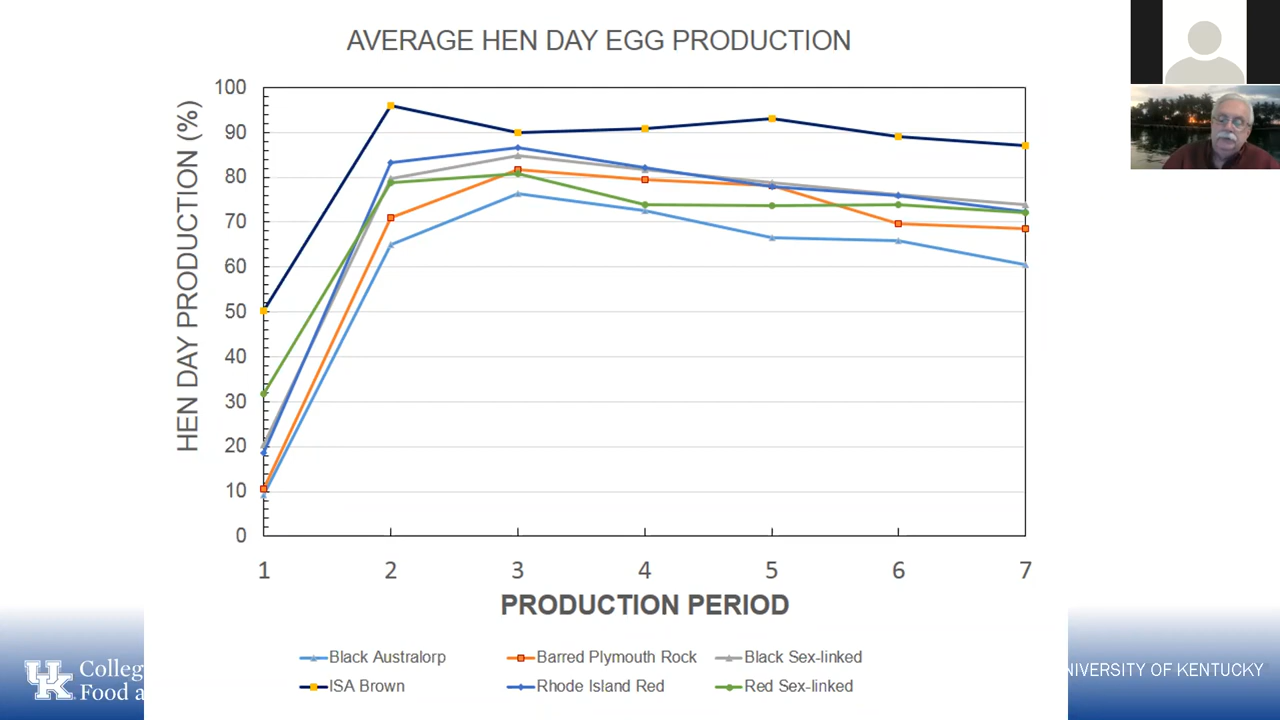 AVERAGE HEN DAY EGG PRODUCTION
HEN DAY PRODUCTION (%)
100
90
80
70
60
50
40
30
20
10
0
1 2 3 4 5 6 7
PRODUCTION PERIOD
Black Australorp Barred Plymouth Rock Black Sex-linked
ISA Brown Rhode Island Red Red Sex-linked
UK Colleg
Food a
NIVERSITY OF KENTUCKY